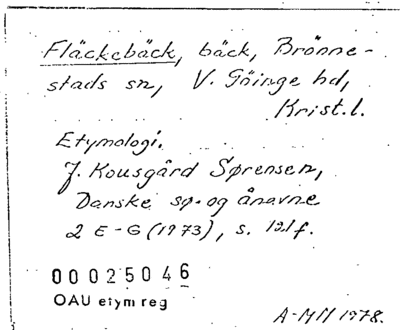 Fläckebäck, bäck, Brönne-
stads sn, V. Göinge hd,
Krist. l.
Etymologi.
J. Kousgård Sørensen,
Danske sø- og ånavne
2 E-G (1973), s. 121f.
00025046
OAU etym reg
A-MH 1978.